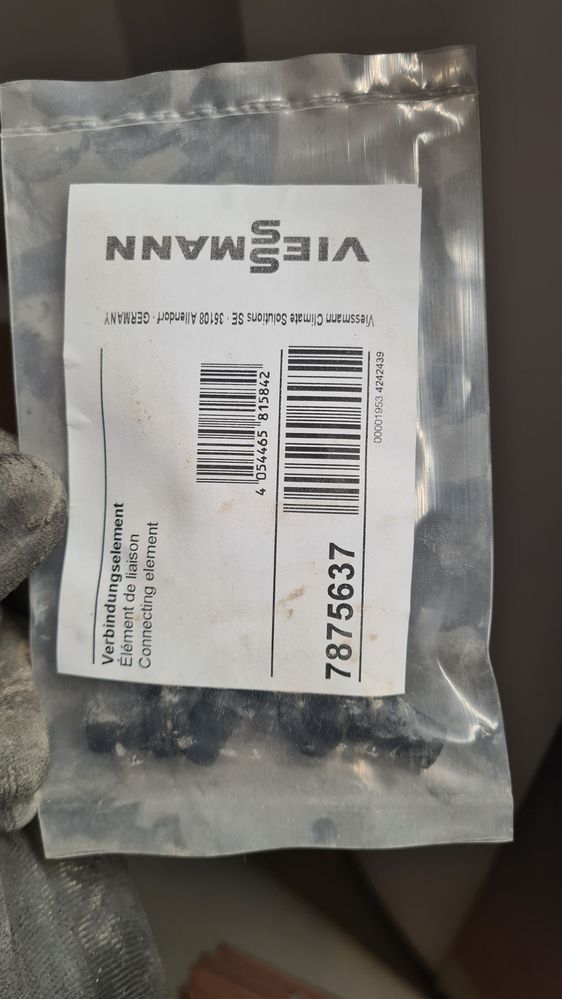 VIESSMANN
Viessmann Climate Solutions SE · 35108 Allendorf · GERMANY
Verbindungselement
Élément de liaison
Connecting element
4 054465 815842
7875637
00001953 4242439